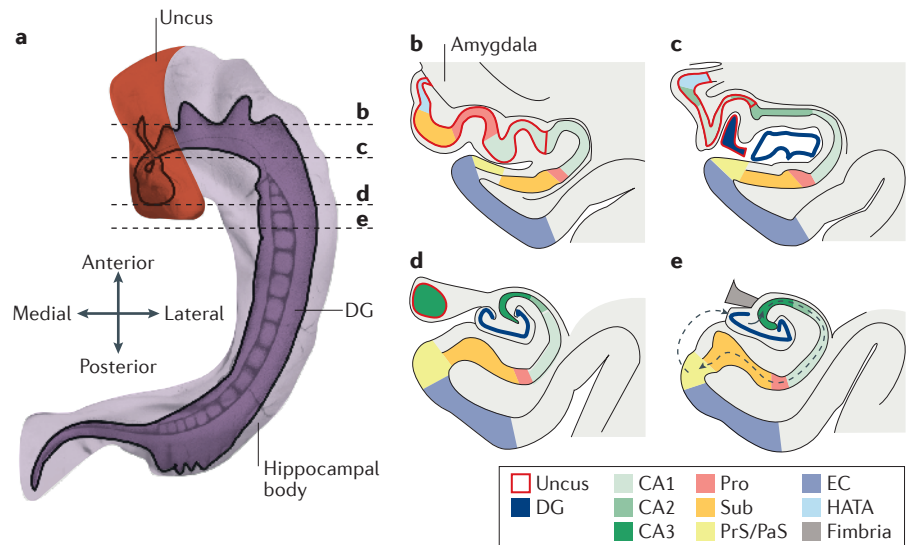 Uncus
a
b
Amygdala
c
b
c
d
e
Anterior
Medial
Lateral
Posterior
DG
Hippocampal
body
d
e
Uncus
DG
CA1
CA2
CA3
Pro
Sub
PrS/PaS
EC
HATA
Fimbria